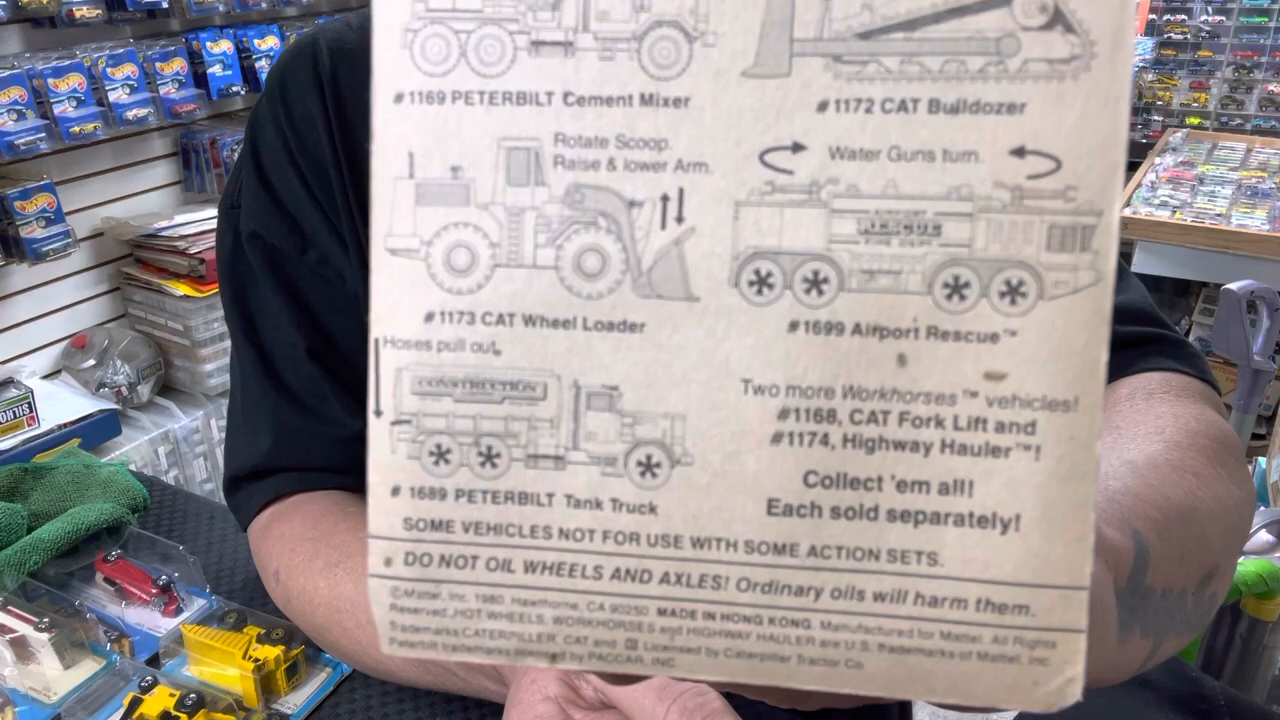 #1169 PETERBILT Cement Mixer
#1172 CAT Bulldozer
Rotate Scoop.
Raise & lower Arm.
Water Guns turn.
RESCUE
FIRE DEPT
#1173 CAT Wheel Loader
#1699 Airport Rescue™
Hoses pull out.
CONSTRUCTION
Two more Workhorses™ vehicles!
#1168, CAT Fork Lift and
#1174, Highway Hauler™!
# 1689 PETERBILT Tank Truck
Collect 'em all!
Each sold separately!
SOME VEHICLES NOT FOR USE WITH SOME ACTION SETS.
DO NOT OIL WHEELS AND AXLES! Ordinary oils will harm them.
©Mattel, Inc. 1980. Hawthorne, CA 90250. MADE IN HONG KONG. Manufactured for Mattel. All Rights
Reserved. HOT WHEELS, WORKHORSES and HIGHWAY HAULER are U.S. Trademarks of Mattel, Inc.
Trademarks CATERPILLER, CAT and Licensed by Caterpillar Tractor Co.
Peterbilt trademarks licensed by PACCAR, INC.
HOT WHEELS
SILHO